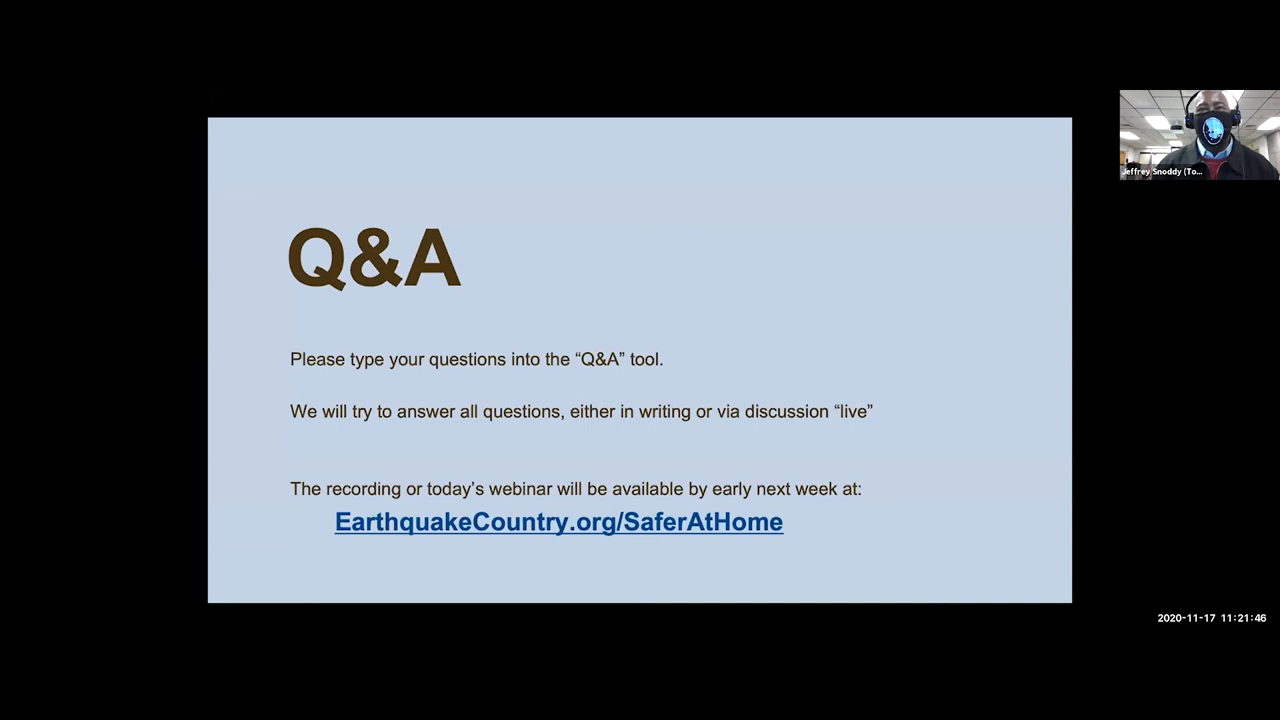 Q&A
Please type your questions into the “Q&A” tool.
We will try to answer all questions, either in writing or via discussion “live”
The recording or today’s webinar will be available by early next week at:
EarthquakeCountry.org/SaferAtHome
Jeffrey Snoddy (To...
2020-11-17 11:21:46